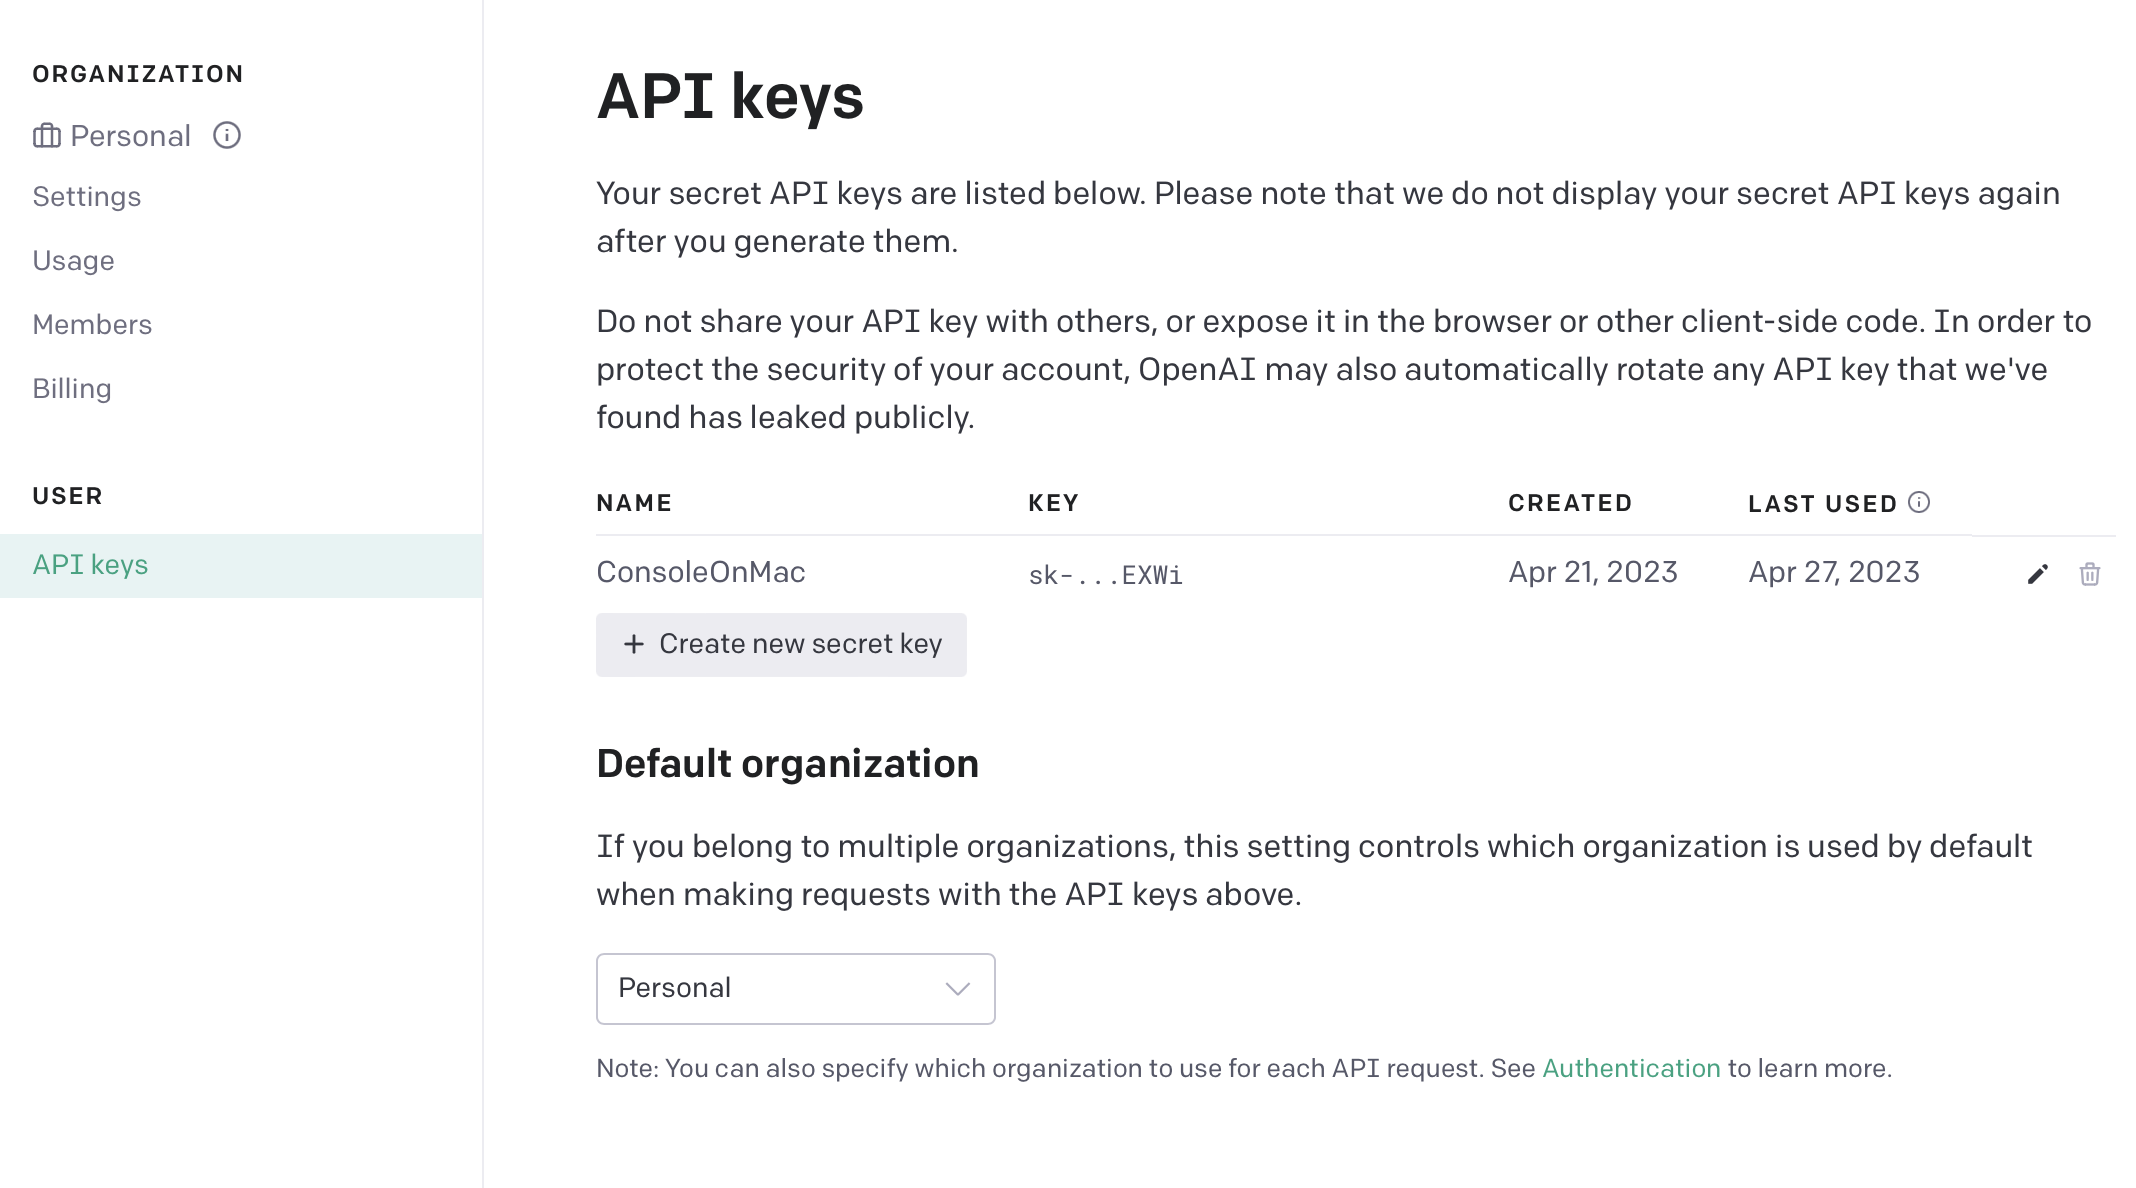 ORGANIZATION
Personal
Settings
Usage
Members
Billing
USER
API keys
API keys
Your secret API keys are listed below. Please note that we do not display your secret API keys again
after you generate them.
Do not share your API key with others, or expose it in the browser or other client-side code. In order to
protect the security of your account, OpenAI may also automatically rotate any API key that we've
found has leaked publicly.
NAME KEY CREATED LAST USED
ConsoleOnMac sk-...EXWi Apr 21, 2023 Apr 27, 2023
+ Create new secret key
Default organization
If you belong to multiple organizations, this setting controls which organization is used by default
when making requests with the API keys above.
Personal
Note: You can also specify which organization to use for each API request. See Authentication to learn more.